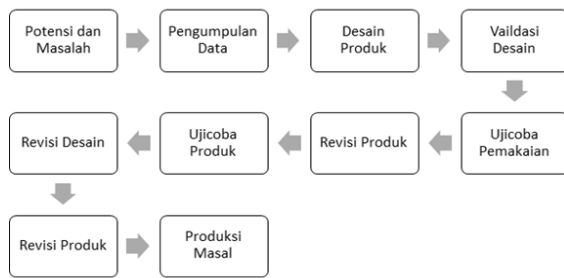 Potensi dan
Masalah
Pengumpulan
Data
Desain
Produk
Vaildasi
Desain
Ujicoba
Pemakaian
Revisi Produk
Ujicoba
Produk
Revisi Desain
Revisi Produk
Produksi
Masal